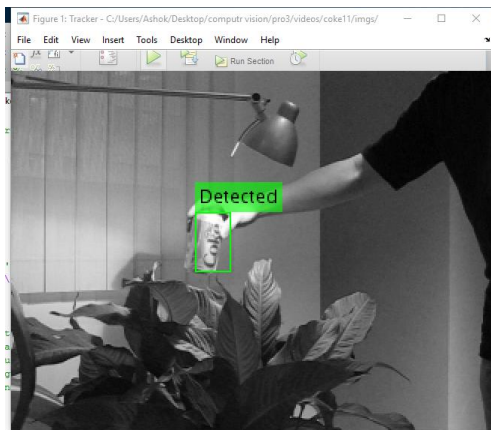 Figure 1: Tracker - C:/Users/Ashok/Desktop/computr vision/pro3/videos/coke11/imgs/
File Edit View Insert Tools Desktop Window Help
Run Section
Detected